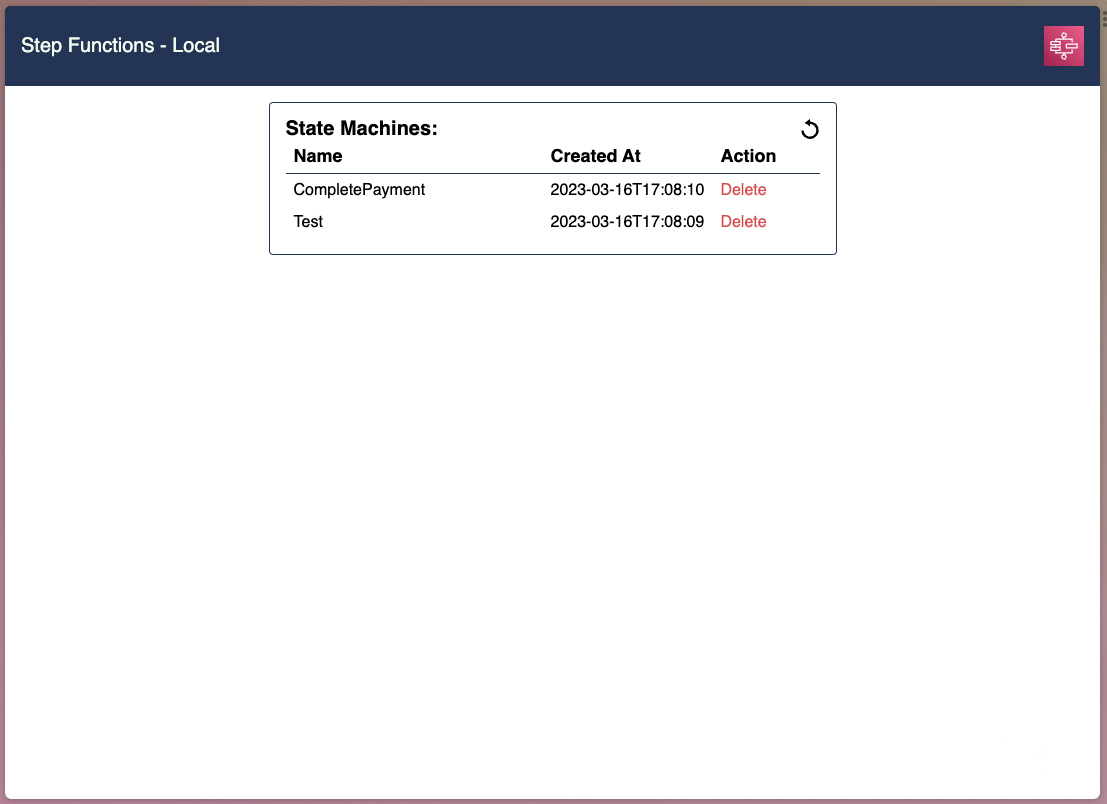 Step Functions - Local
State Machines:
Name Created At Action
CompletePayment 2023-03-16T17:08:10 Delete
Test 2023-03-16T17:08:09 Delete